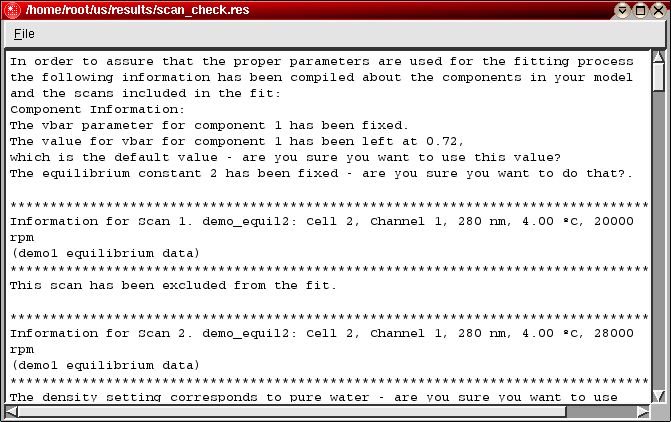 /home/root/us/results/scan_check.res
File
In order to assure that the proper parameters are used for the fitting process
the following information has been compiled about the components in your model
and the scans included in the fit:
Component Information:
The vbar parameter for component 1 has been fixed.
The value for vbar for component 1 has been left at 0.72,
which is the default value - are you sure you want to use this value?
The equilibrium constant 2 has been fixed - are you sure you want to do that?.
******************************************************************************
Information for Scan 1. demo_equil2: Cell 2, Channel 1, 280 nm, 4.00 ºC, 20000
rpm
(demo1 equilibrium data)
******************************************************************************
This scan has been excluded from the fit.
******************************************************************************
Information for Scan 2. demo_equil2: Cell 2, Channel 1, 280 nm, 4.00 ºC, 28000
rpm
(demo1 equilibrium data)
******************************************************************************
The density setting corresponds to pure water - are you sure you want to use